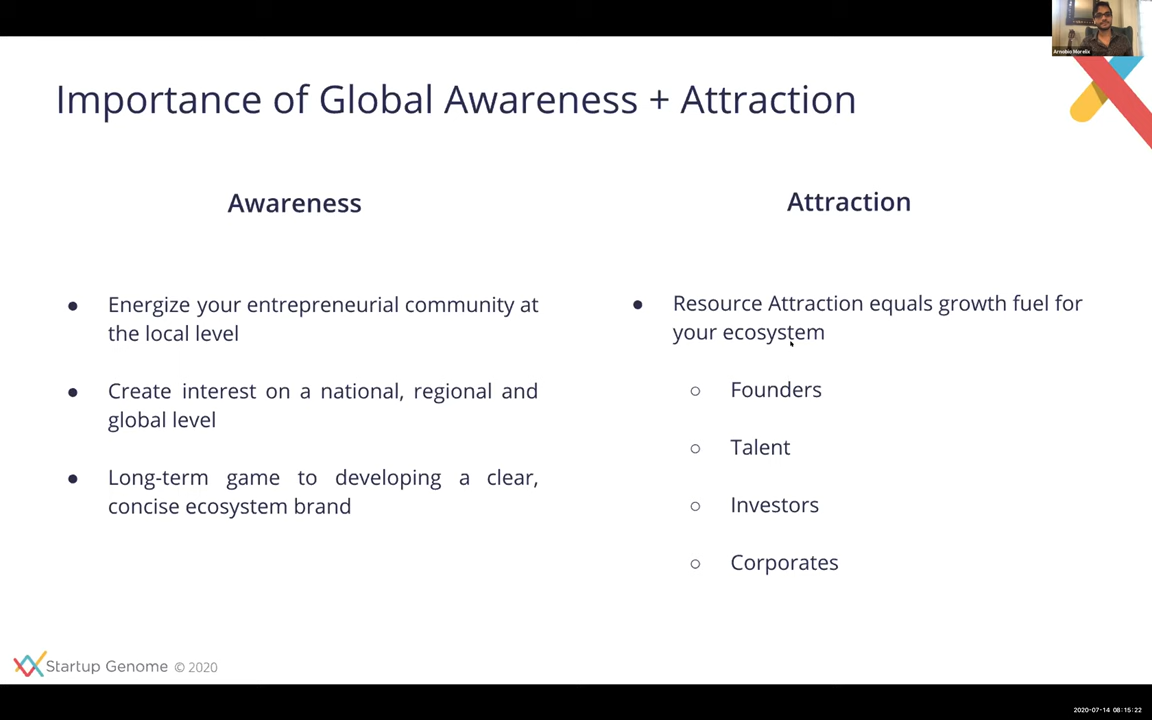 Arnobio Morelix
Importance of Global Awareness + Attraction
Awareness
● Energize your entrepreneurial community at
the local level
● Create interest on a national, regional and
global level
● Long-term game to developing a clear,
concise ecosystem brand
Attraction
● Resource Attraction equals growth fuel for
your ecosystem
○ Founders
○ Talent
○ Investors
○ Corporates
Startup Genome © 2020
2020-07-14 08:15:22